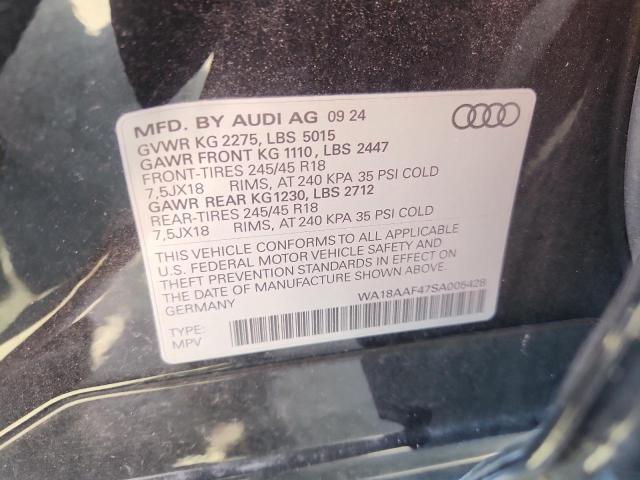 MFD. BY AUDI AG 09 24
GVWR KG 2275, LBS 5015
GAWR FRONT KG 1110, LBS 2447
FRONT-TIRES 245/45 R18
7,5JX18 RIMS, AT 240 KPA 35 PSI COLD
GAWR REAR KG1230, LBS 2712
REAR-TIRES 245/45 R18
7,5JX18 RIMS, AT 240 KPA 35 PSI COLD
THIS VEHICLE CONFORMS TO ALL APPLICABLE
U.S. FEDERAL MOTOR VEHICLE SAFETY AND
THEFT PREVENTION STANDARDS IN EFFECT ON
THE DATE OF MANUFACTURE SHOWN ABOVE.
GERMANY WA18AAF47SA005428
TYPE:
MPV